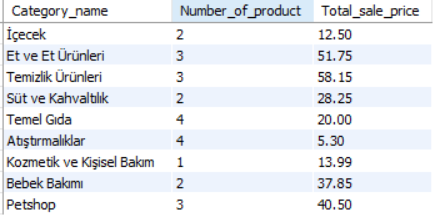 Category_name Number_of_product Total_sale_price
İçecek 2 12.50
Et ve Et Ürünleri 3 51.75
Temizlik Ürünleri 3 58.15
Süt ve Kahvaltılık 2 28.25
Temel Gıda 4 20.00
Atıştırmalıklar 4 5.30
Kozmetik ve Kişisel Bakım 1 13.99
Bebek Bakımı 2 37.85
Petshop 3 40.50